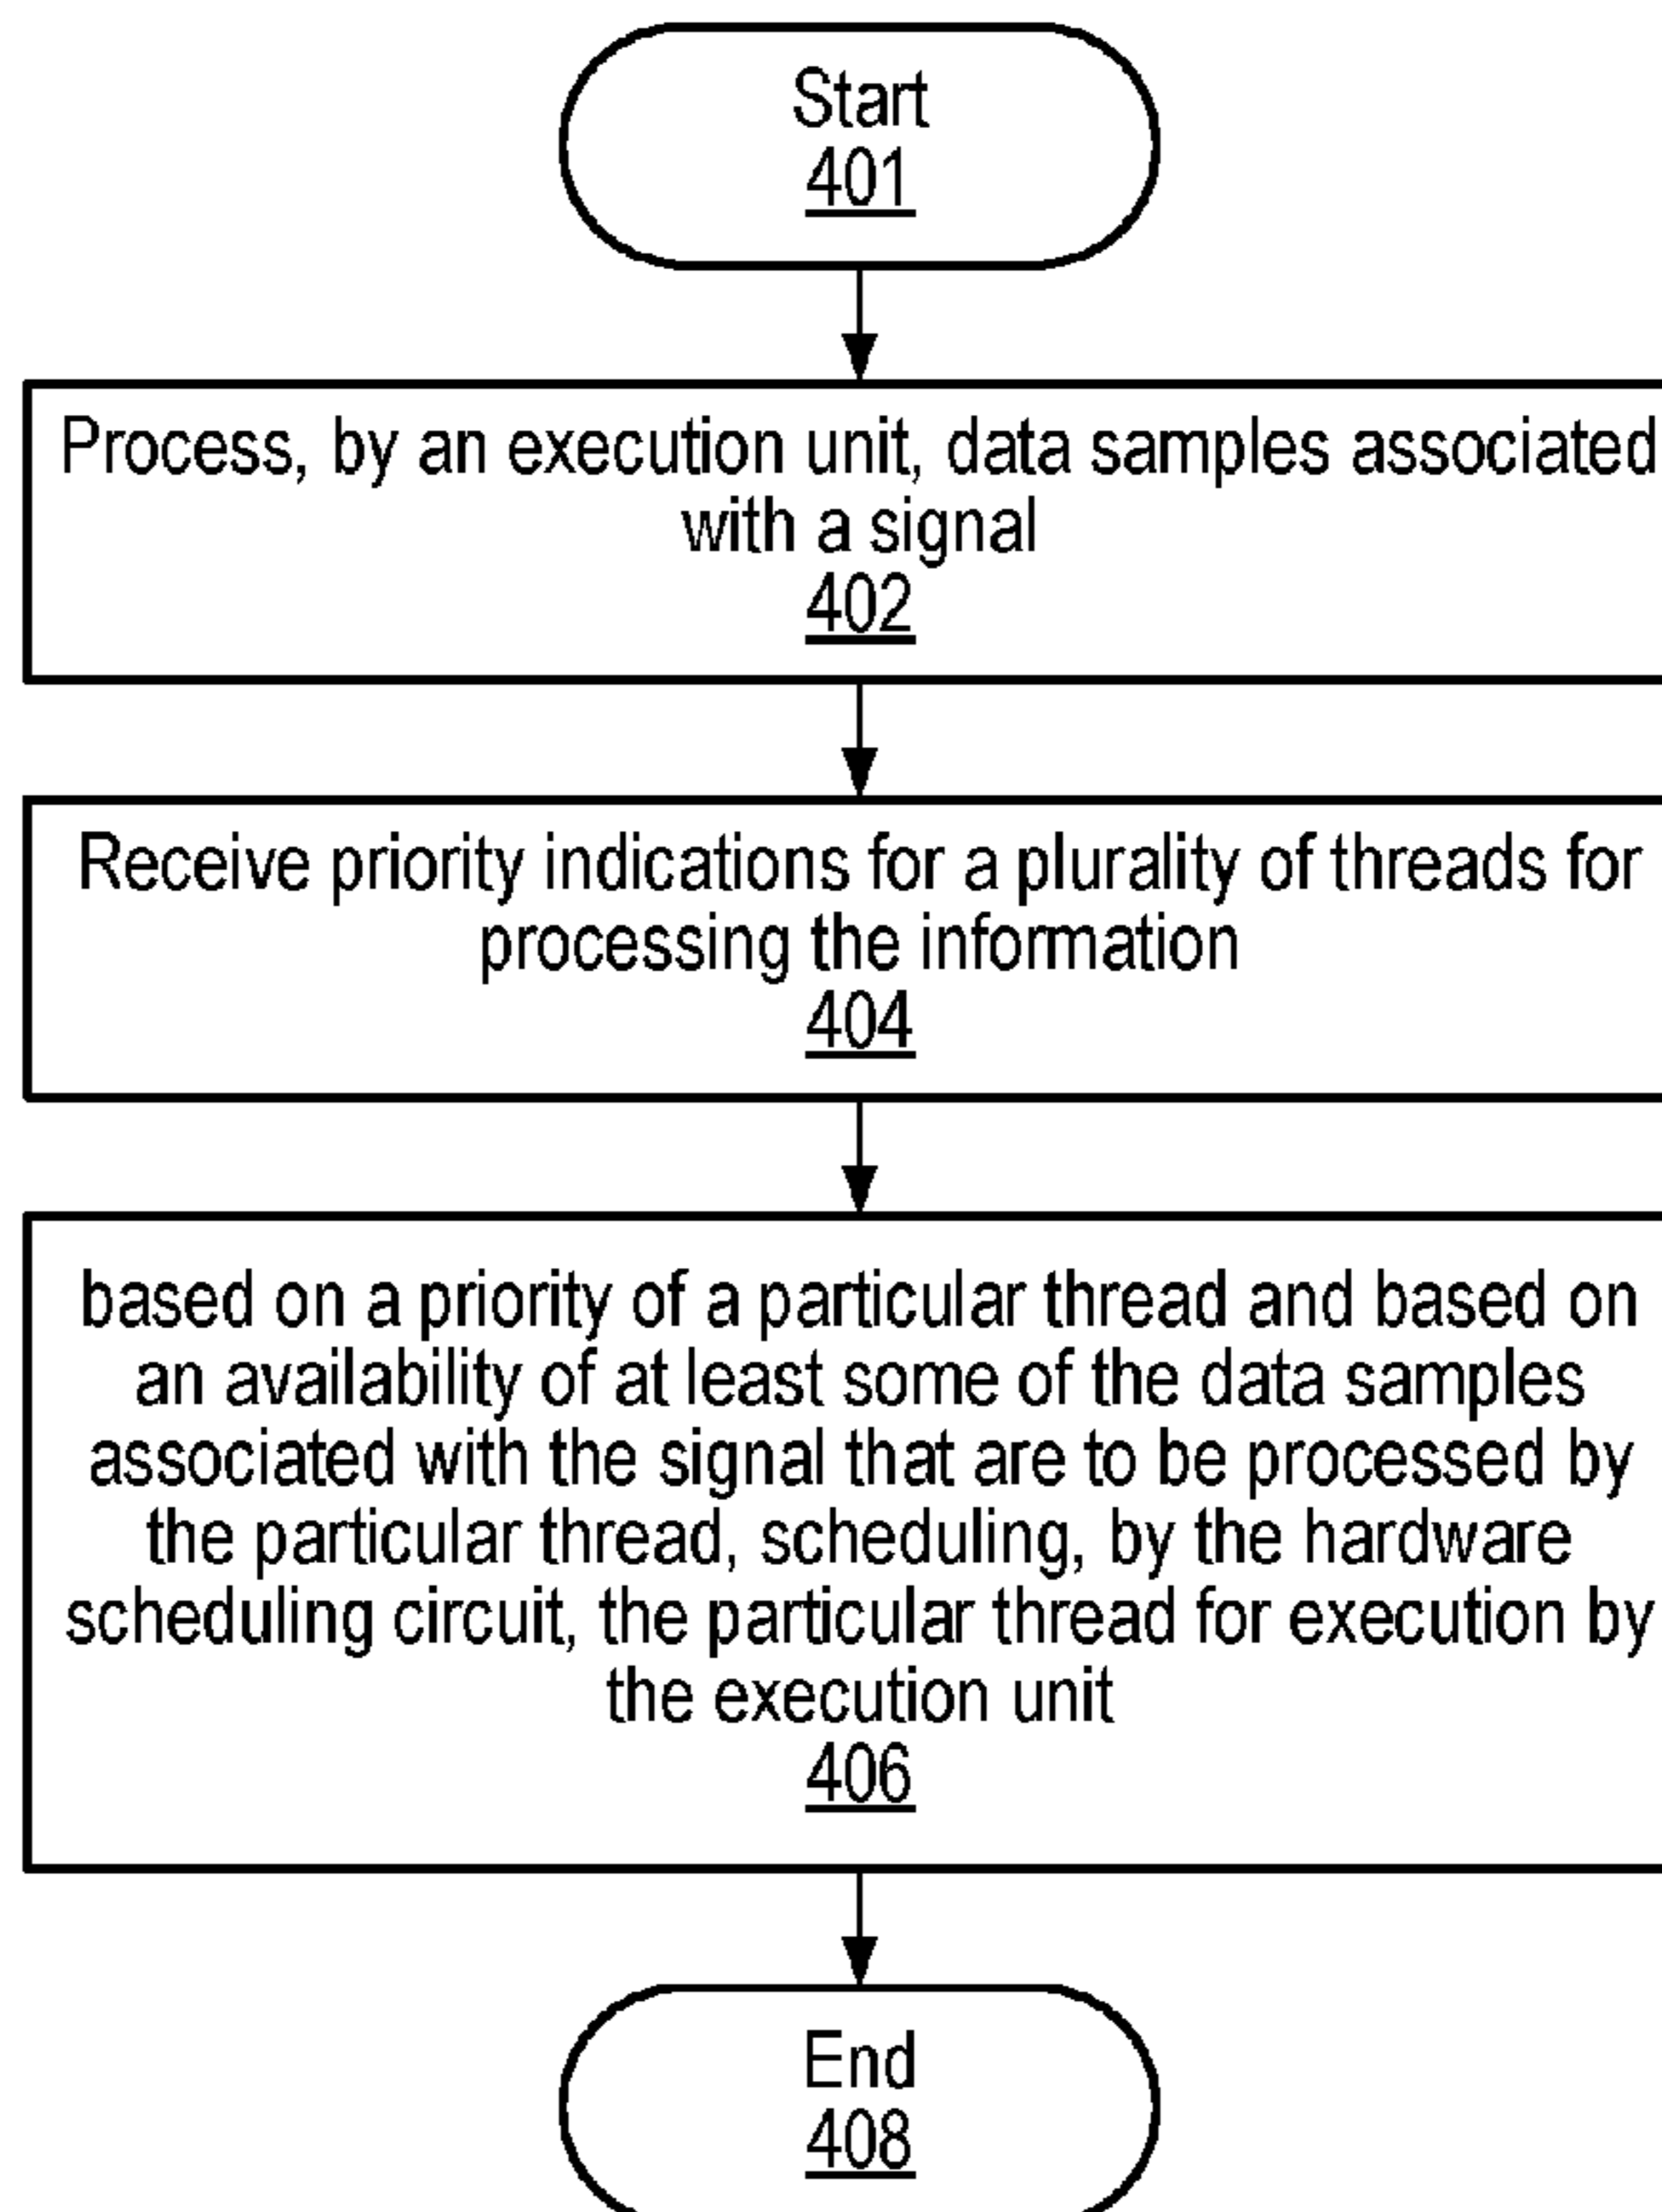 Start
401
Process, by an execution unit, data samples associated
with a signal
402
Receive priority indications for a plurality of threads for
processing the information
404
based on a priority of a particular thread and based on
an availability of at least some of the data samples
associated with the signal that are to be processed by
the particular thread, scheduling, by the hardware
scheduling circuit, the particular thread for execution by
the execution unit
406
End
408